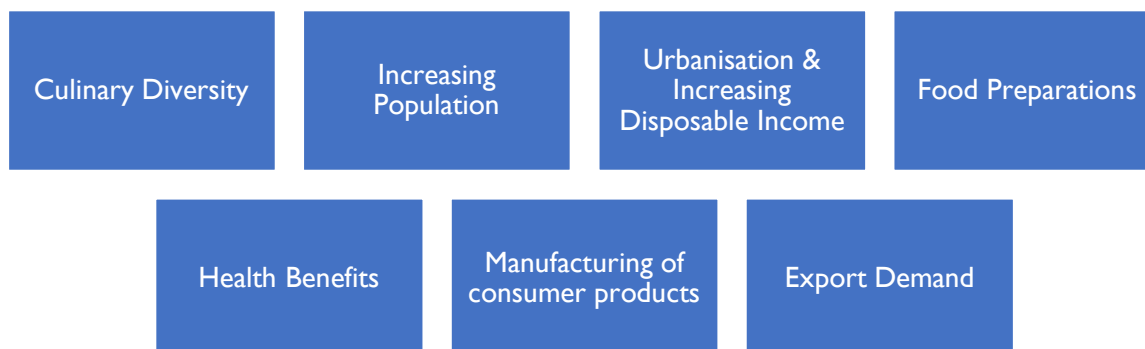 Culinary Diversity
Increasing
Population
Urbanisation &
Increasing
Disposable Income
Food Preparations
Health Benefits
Manufacturing of
consumer products
Export Demand